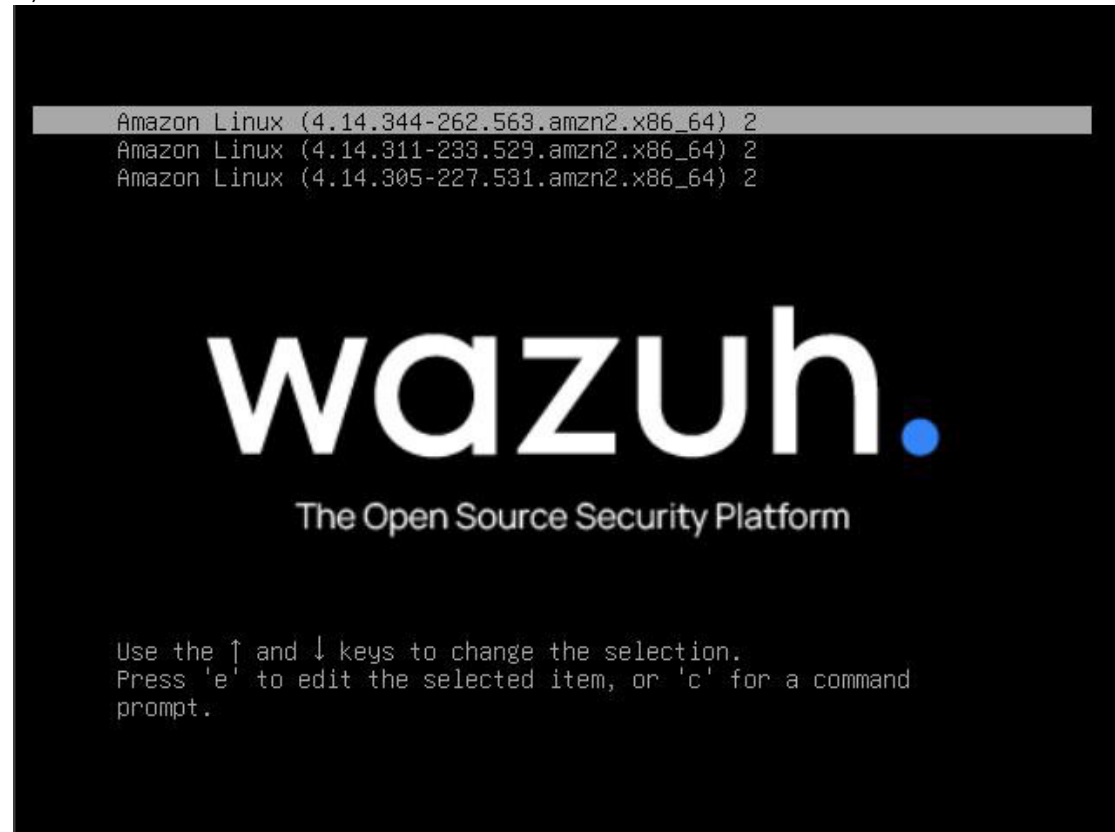 Amazon Linux (4.14.344-262.563.amzn2.x86_64) 2
Amazon Linux (4.14.311-233.529.amzn2.x86_64) 2
Amazon Linux (4.14.305-227.531.amzn2.x86_64) 2
wazuh.
The Open Source Security Platform
Use the ↑ and ↓ keys to change the selection.
Press 'e' to edit the selected item, or 'c' for a command
prompt.